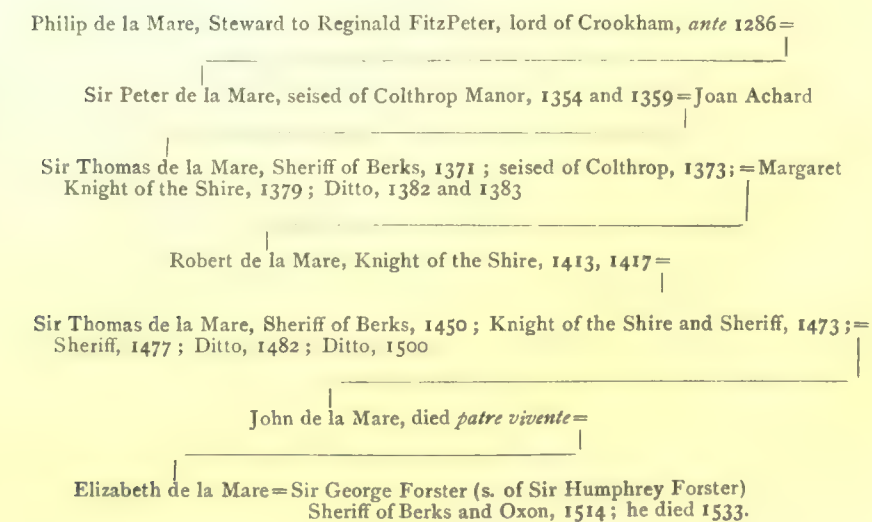 Philip de la Mare, Steward to Reginald FitzPeter, lord of Crookham, ante 1286=
Sir Peter de la Mare, seised of Colthrop Manor, 1354 and 1359=Joan Achard
Sir Thomas de la Mare, Sheriff of Berks, 1371 ; seised of Colthrop, 1373;=Margaret
Knight of the Shire, 1379 ; Ditto, 1382 and 1383
Robert de la Mare, Knight of the Shire, 1413, 1417=
Sir Thomas de la Mare, Sheriff of Berks, 1450 ; Knight of the Shire and Sheriff, 1473 ;=
Sheriff, 1477 ; Ditto, 1482 ; Ditto, 1500
John de la Mare, died patre vivente=
Elizabeth de la Mare=Sir George Forster (s. of Sir Humphrey Forster)
Sheriff of Berks and Oxon, 1514 ; he died 1533.